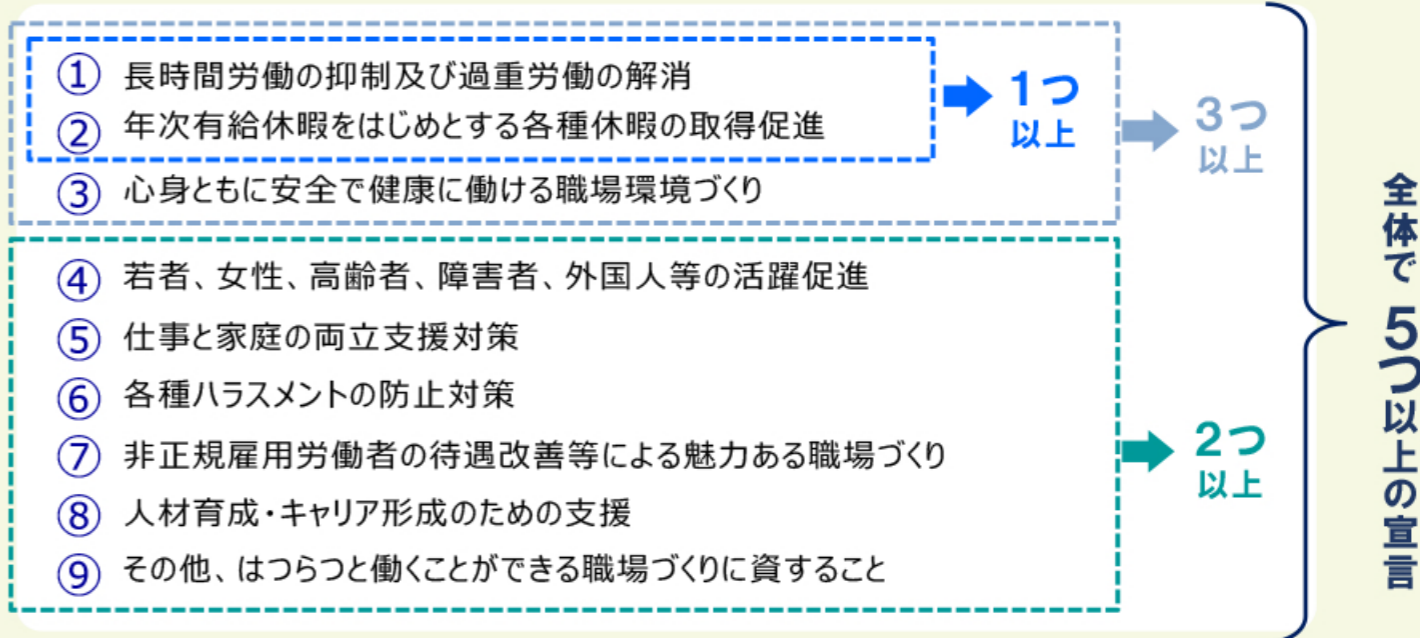 ① 長時間労働の抑制及び過重労働の解消
② 年次有給休暇をはじめとする各種休暇の取得促進
1つ
以上
③ 心身ともに安全で健康に働ける職場環境づくり
3つ
以上
④ 若者、女性、高齢者、障害者、外国人等の活躍促進
⑤ 仕事と家庭の両立支援対策
⑥ 各種ハラスメントの防止対策
⑦ 非正規雇用労働者の待遇改善等による魅力ある職場づくり
⑧ 人材育成・キャリア形成のための支援
⑨ その他、はつらつと働くことができる職場づくりに資すること
2つ
以上
全体で5つ以上の宣言